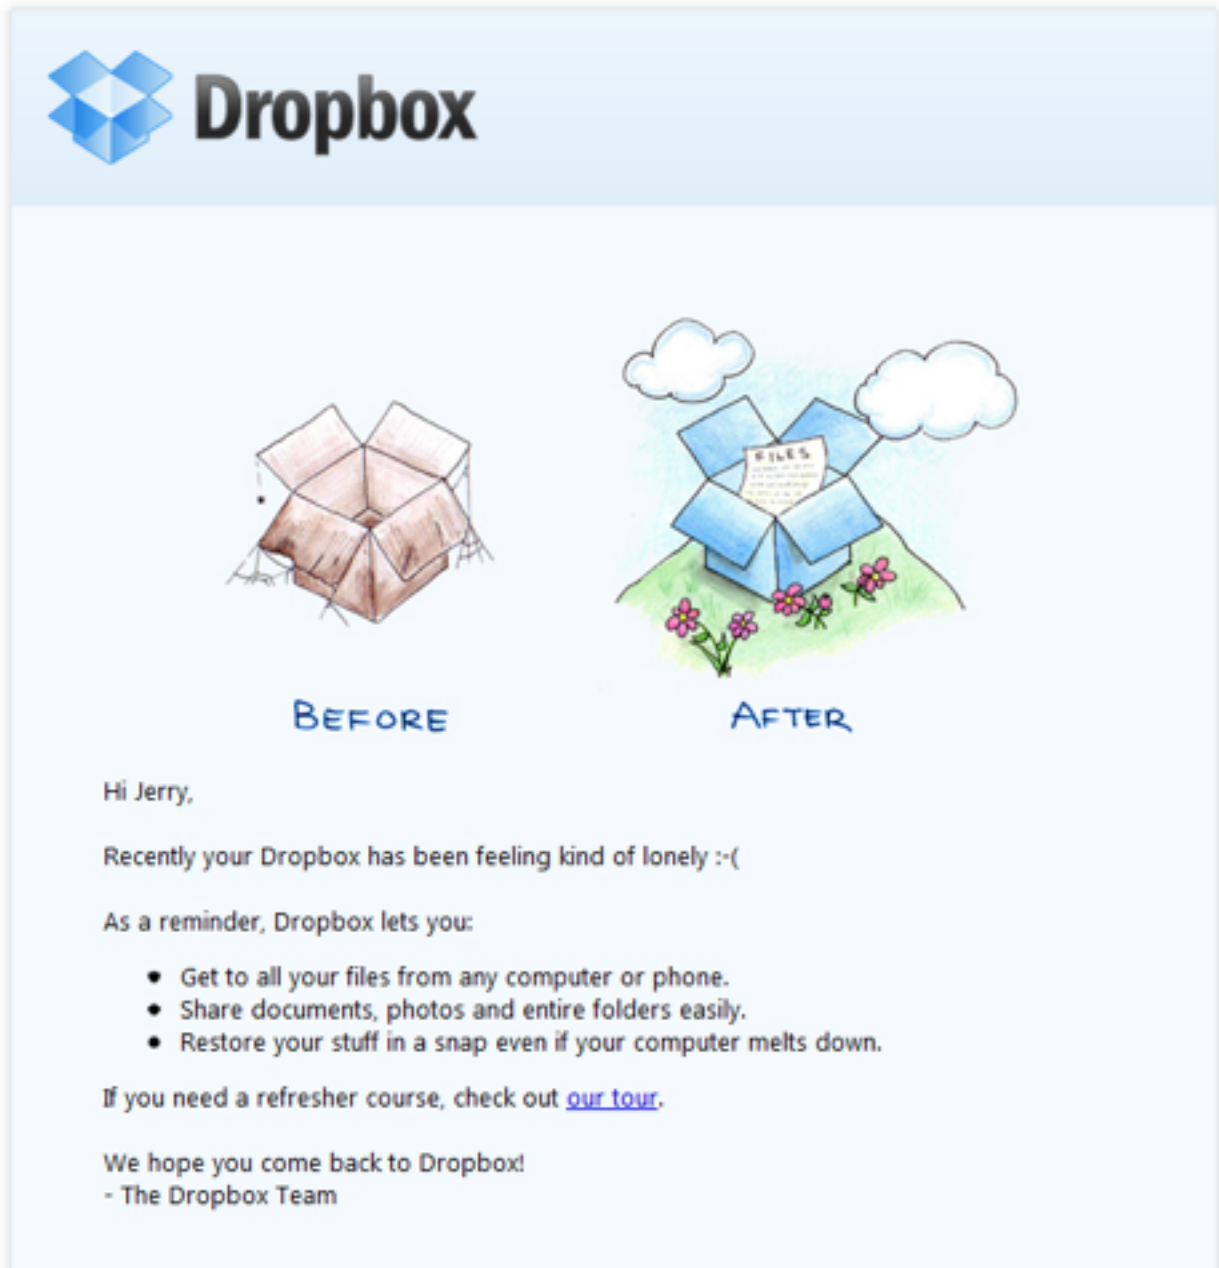 Dropbox
FILES
BEFORE
AFTER
Hi Jerry,
Recently your Dropbox has been feeling kind of lonely :-(
As a reminder, Dropbox lets you:
• Get to all your files from any computer or phone.
• Share documents, photos and entire folders easily.
• Restore your stuff in a snap even if your computer melts down.
If you need a refresher course, check out our tour.
We hope you come back to Dropbox!
- The Dropbox Team